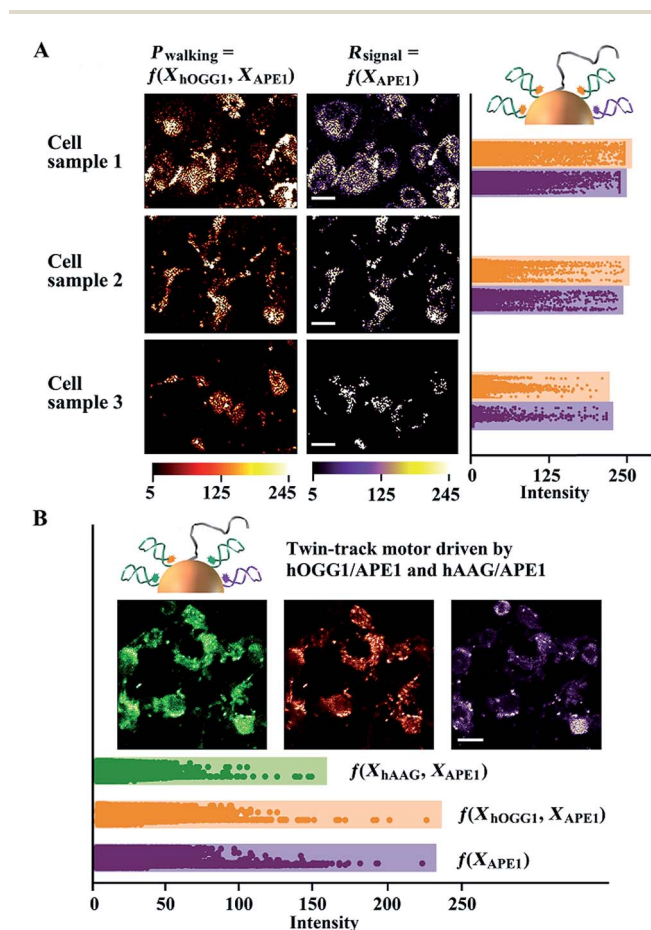 A
P walking =
f(X hOGG1, X APE1)
R signal =
f(X APE1)
Cell
sample 1
Cell
sample 2
Cell
sample 3
5 125 245
5 125 245
0 125 250
Intensity
B
Twin-track motor driven by
hOGG1/APE1 and hAAG/APE1
f(X hAAG, X APE1)
f(X hOGG1, X APE1)
f(X APE1)
0 50 100 150 200 250
Intensity